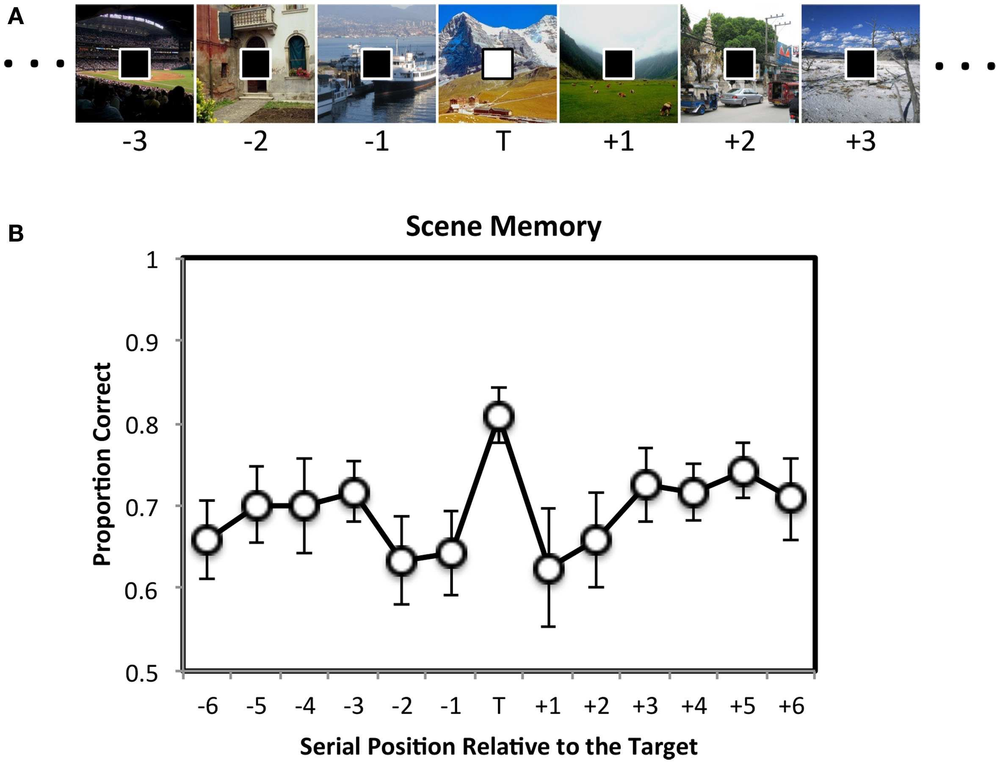 A
. . .
. . .
-3 -2 -1 T +1 +2 +3
B
Scene Memory
1
0.9
0.8
0.7
0.6
0.5
Proportion Correct
-6 -5 -4 -3 -2 -1 T +1 +2 +3 +4 +5 +6
Serial Position Relative to the Target